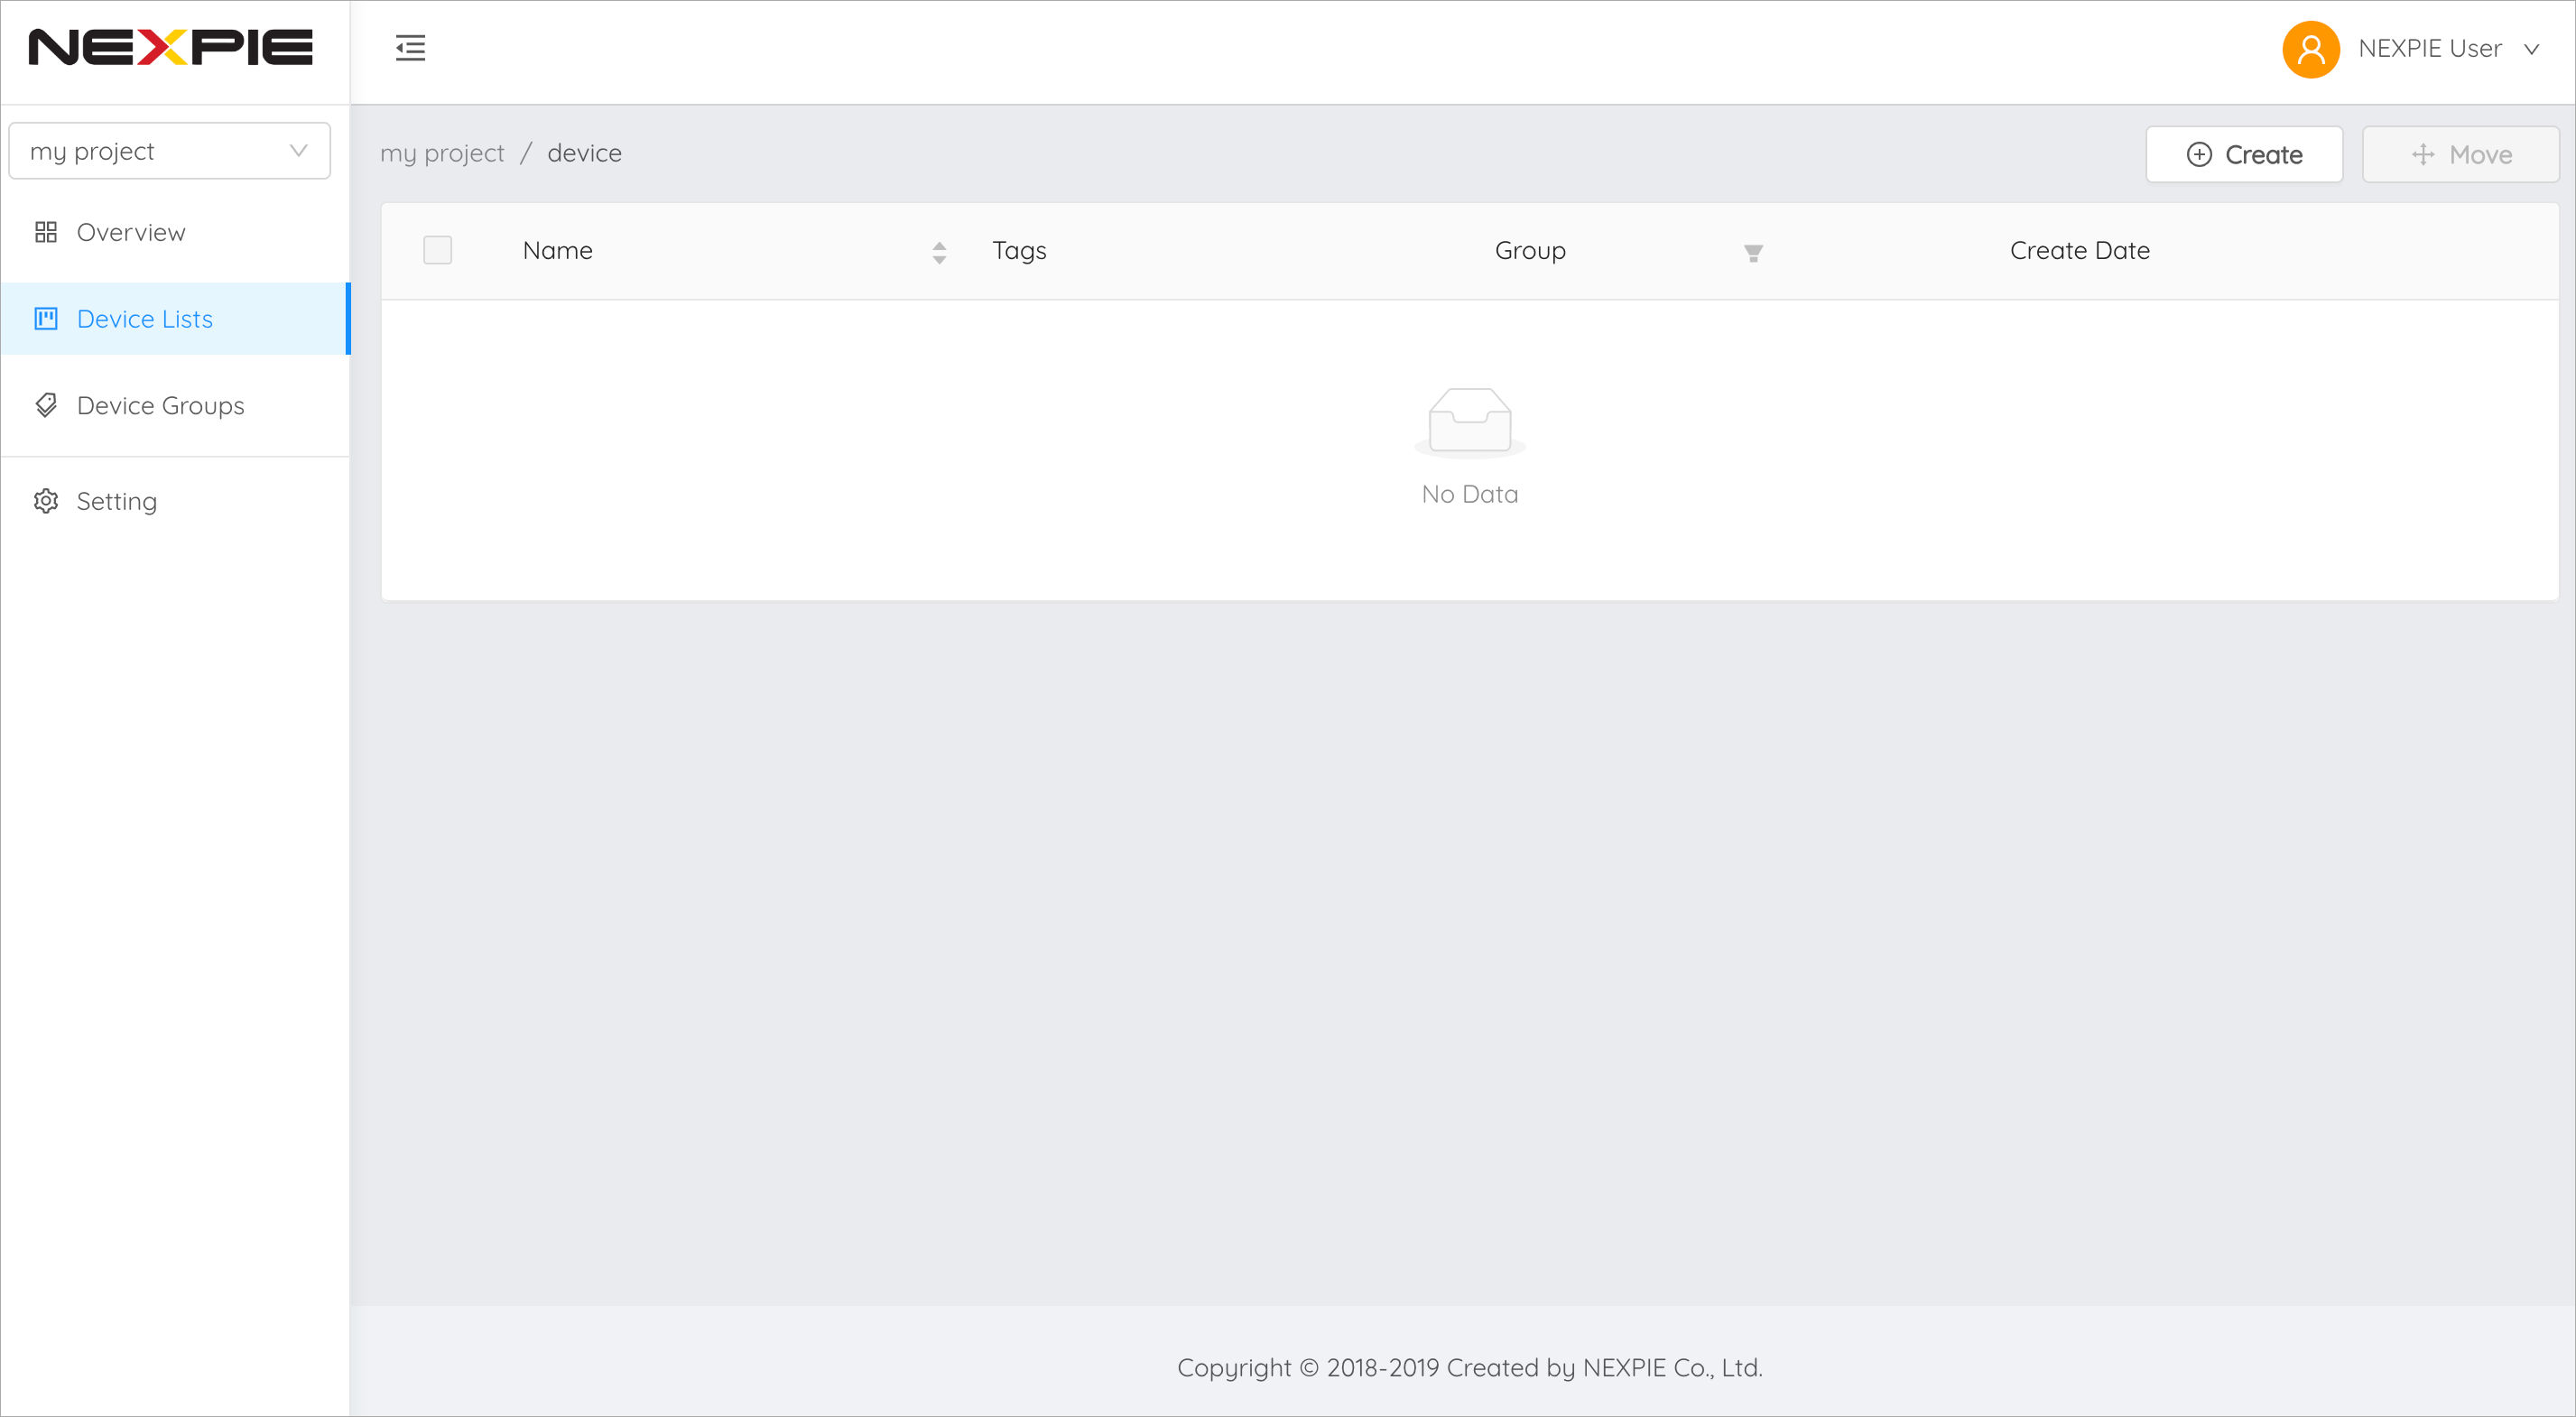 NEXPIE
NEXPIE User
my project
my project / device
Create
Move
Overview
Device Lists
Device Groups
Setting
Name
Tags
Group
Create Date
No Data
Copyright © 2018-2019 Created by NEXPIE Co., Ltd.